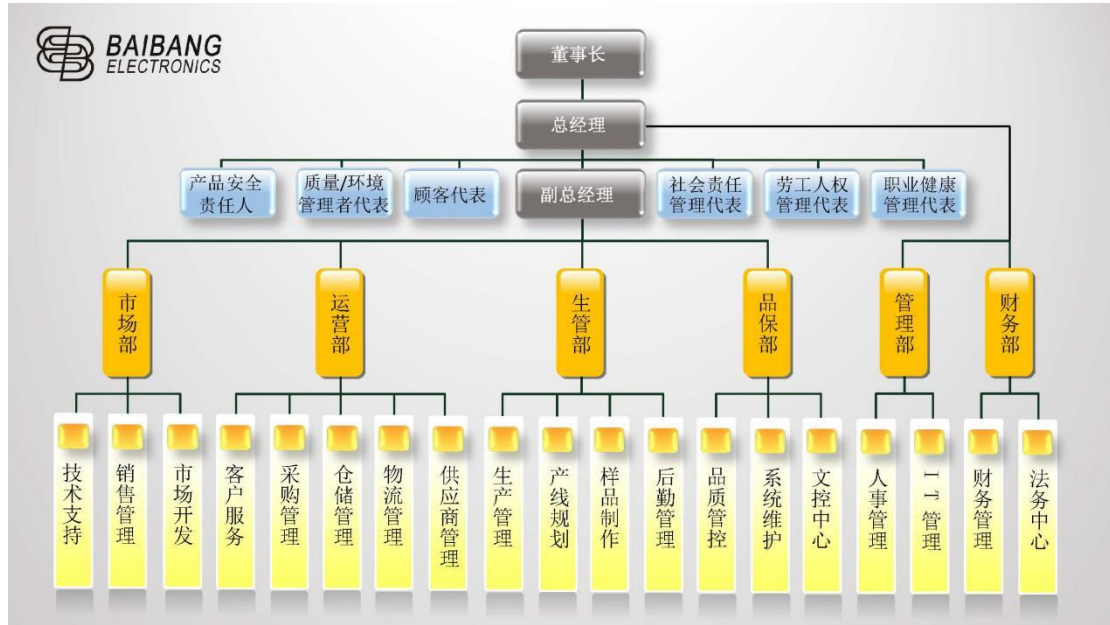 BAIBANG
ELECTRONICS
董事长
总经理
产品安全
责任人
质量/环境
管理者代表
顾客代表
副总经理
社会责任
管理代表
劳工人权
管理代表
职业健康
管理代表
市场部
运营部
生管部
品保部
管理部
财务部
技术支持
销售管理
市场开发
客户服务
采购管理
仓储管理
物流管理
供应商管理
生产管理
产线规划
样品制作
后勤管理
品质管控
系统维护
文控中心
人事管理
IT管理
财务管理
法务中心